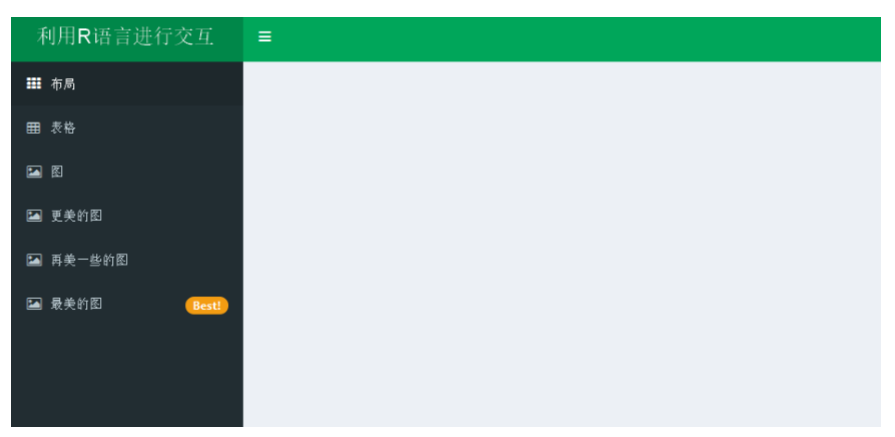 利用R语言进行交互
布局
表格
图
更美的图
再美一些的图
最美的图 Best!